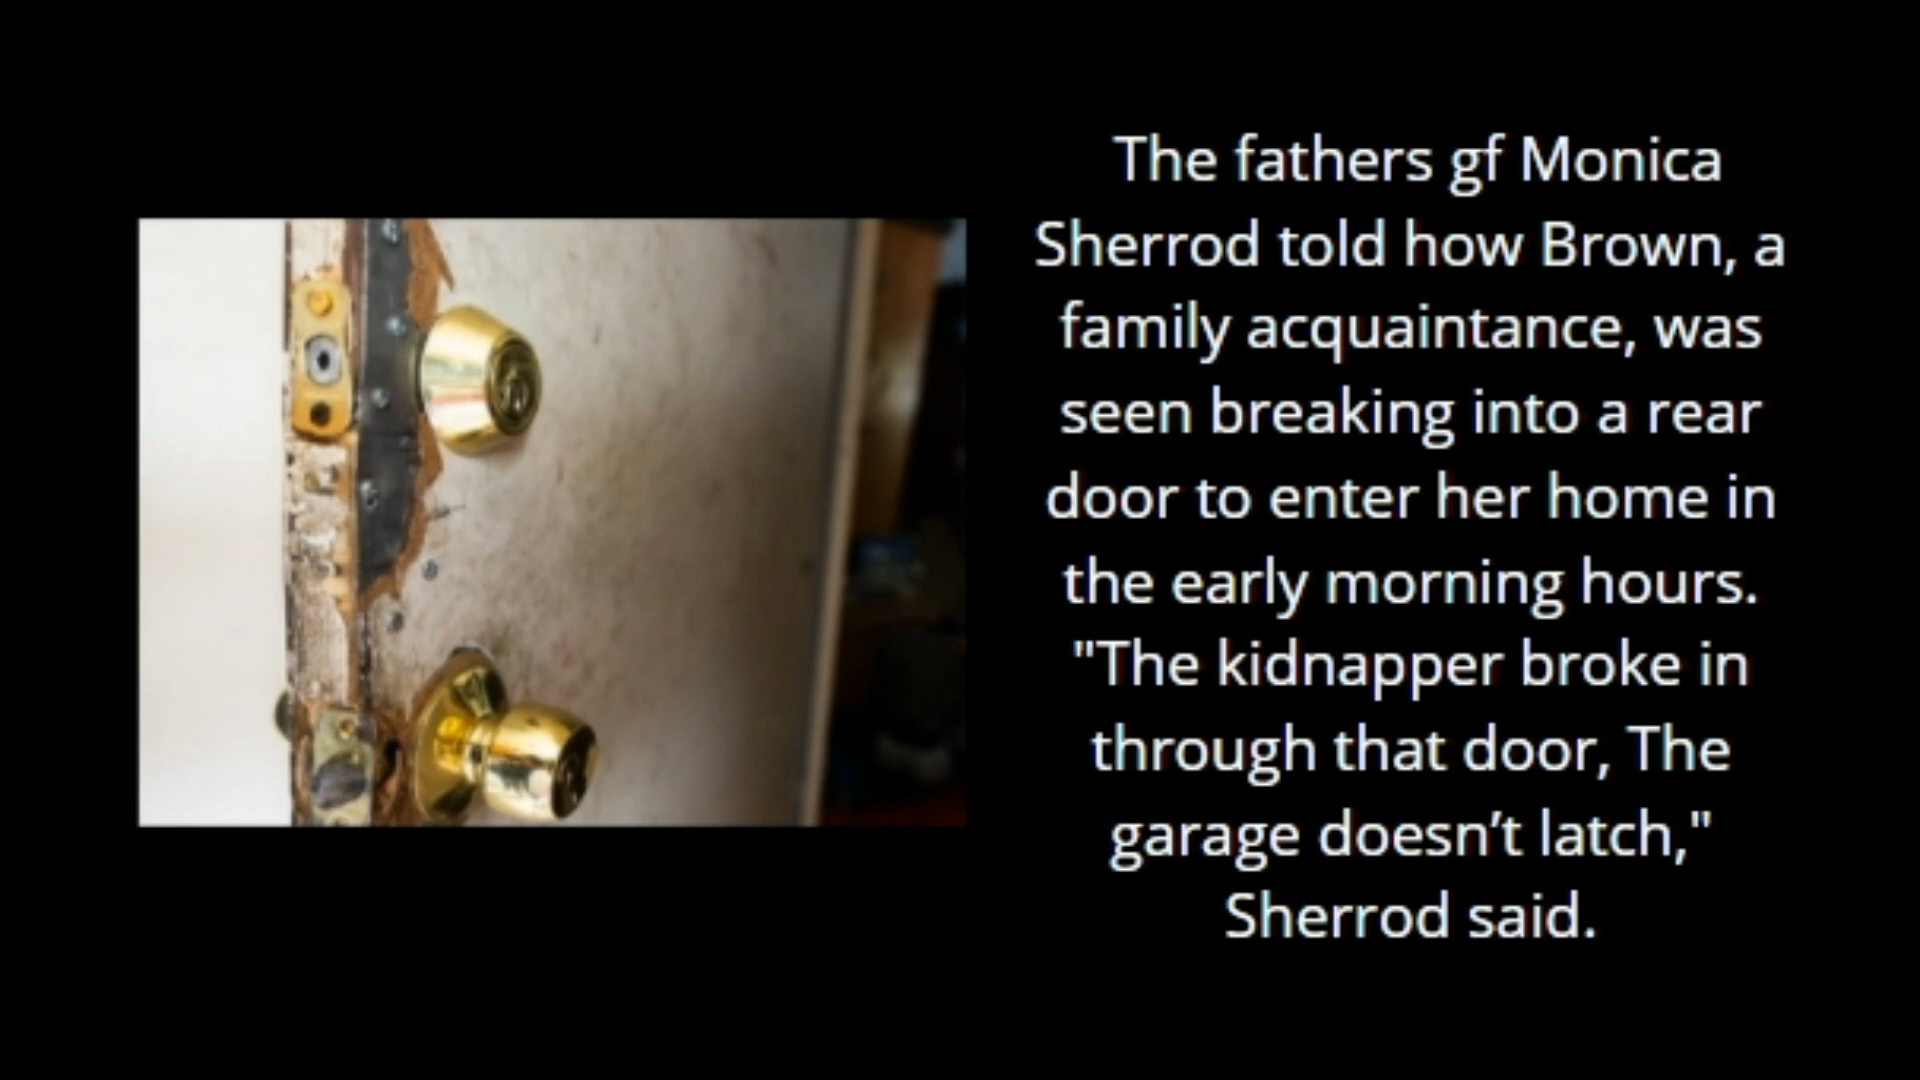 The fathers gf Monica
Sherrod told how Brown, a
family acquaintance, was
seen breaking into a rear
door to enter her home in
the early morning hours.
"The kidnapper broke in
through that door, The
garage doesn’t latch,"
Sherrod said.